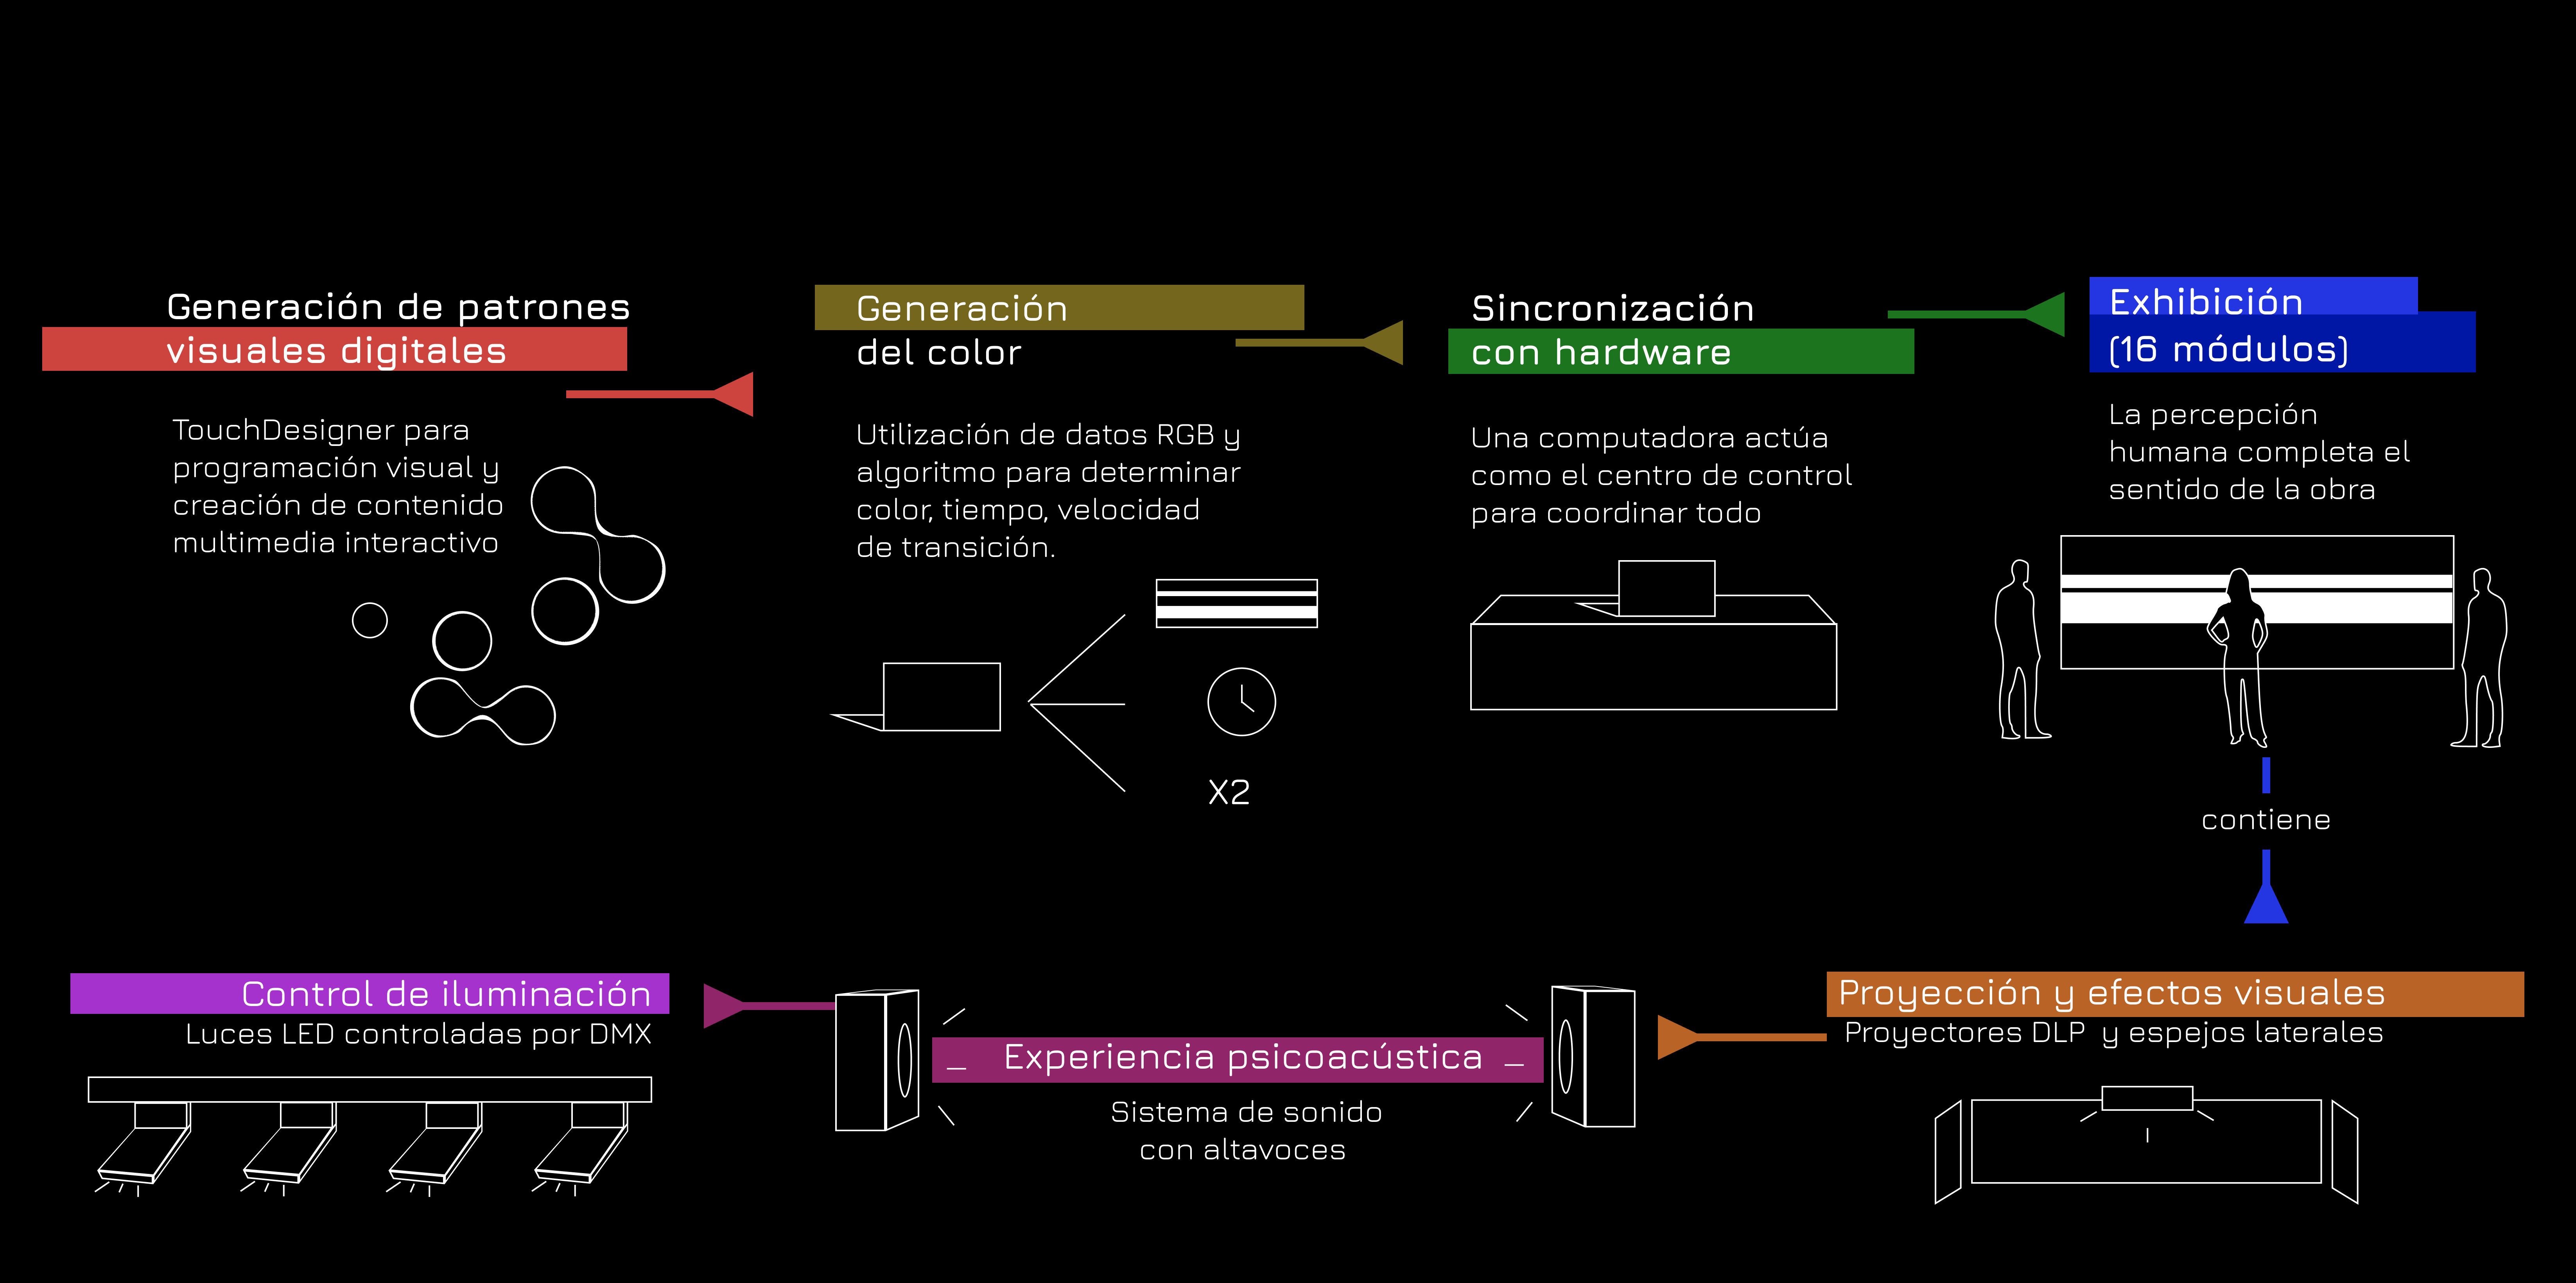 Generación de patrones
visuales digitales
TouchDesigner para
programación visual y
creación de contenido
multimedia interactivo
Generación
del color
Utilización de datos RGB y
algoritmo para determinar
color, tiempo, velocidad
de transición.
X2
Sincronización
con hardware
Una computadora actúa
como el centro de control
para coordinar todo
Exhibición
(16 módulos)
La percepción
humana completa el
sentido de la obra
contiene
Proyección y efectos visuales
Proyectores DLP  y espejos laterales
Experiencia psicoacústica
Sistema de sonido
con altavoces
Control de iluminación
Luces LED controladas por DMX